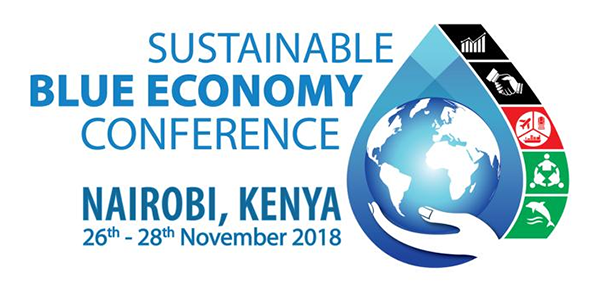 SUSTAINABLE
BLUE ECONOMY
CONFERENCE
NAIROBI, KENYA
26th - 28th November 2018